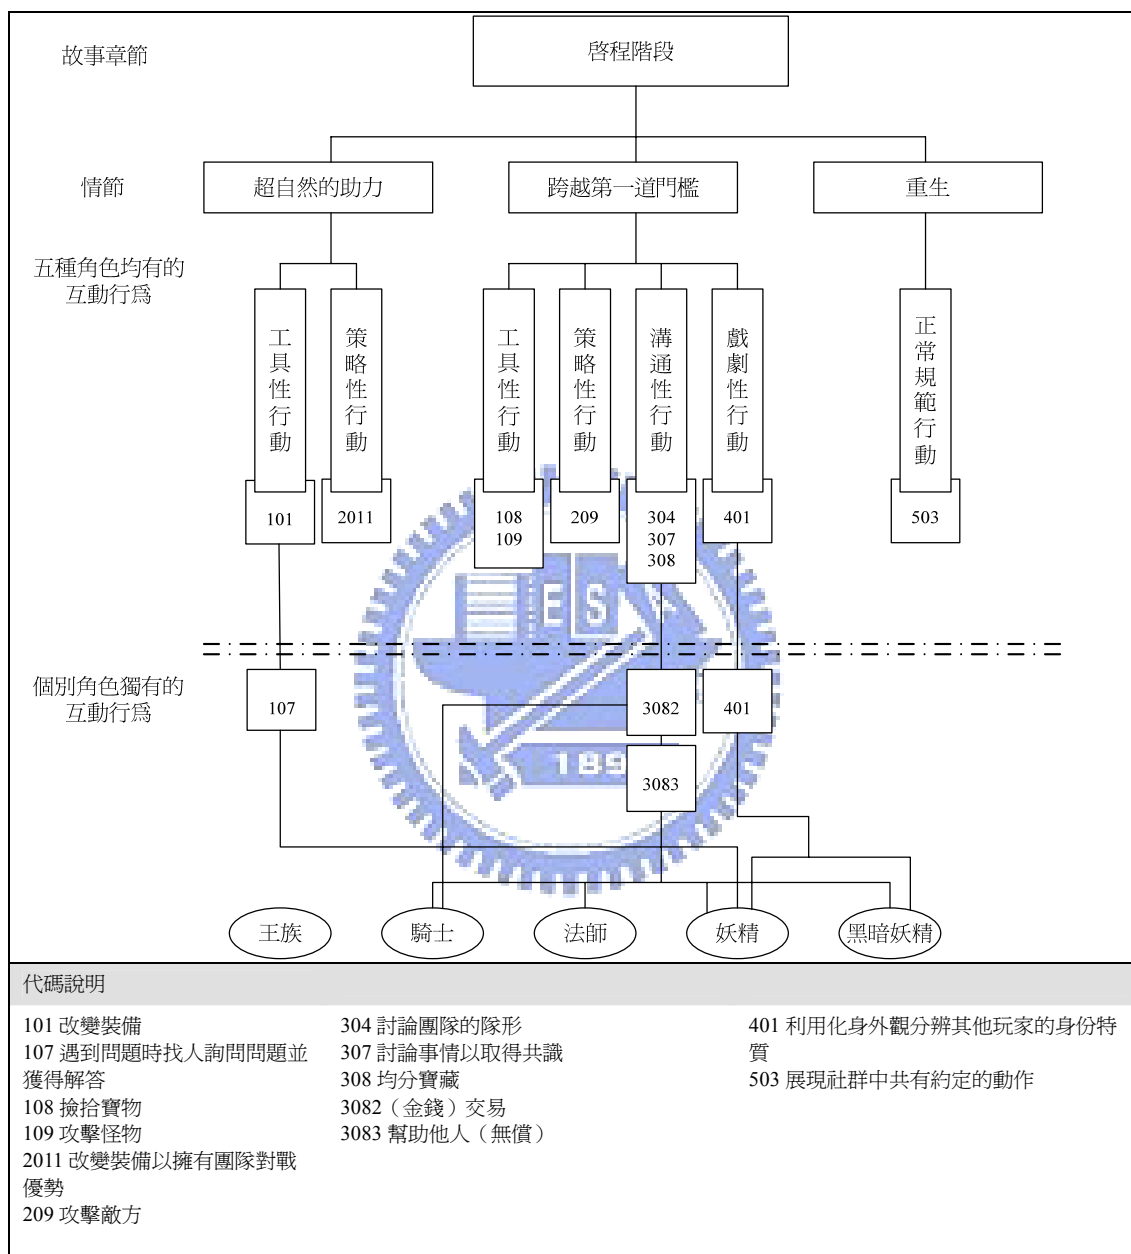 故事章節
啓程階段
情節
超自然的助力
跨越第一道門檻
重生
五種角色均有的
互動行爲
工具性行動
策略性行動
工具性行動
策略性行動
溝通性行動
戲劇性行動
正常規範行動
101
2011
108
109
209
304
307
308
401
503
ES
189
個別角色獨有的
互動行爲
107
3082
401
3083
王族
騎士
法師
妖精
黑暗妖精
代碼說明
101 改變裝備
107 遇到問題時找人詢問問題並
獲得解答
108 撿拾寶物
109 攻擊怪物
2011 改變裝備以擁有團隊對戰
優勢
209 攻擊敵方
304 討論團隊的隊形
307 討論事情以取得共識
308 均分寶藏
3082（金錢）交易
3083 幫助他人（無償）
401 利用化身外觀分辨其他玩家的身份特
質
503 展現社群中共有約定的動作